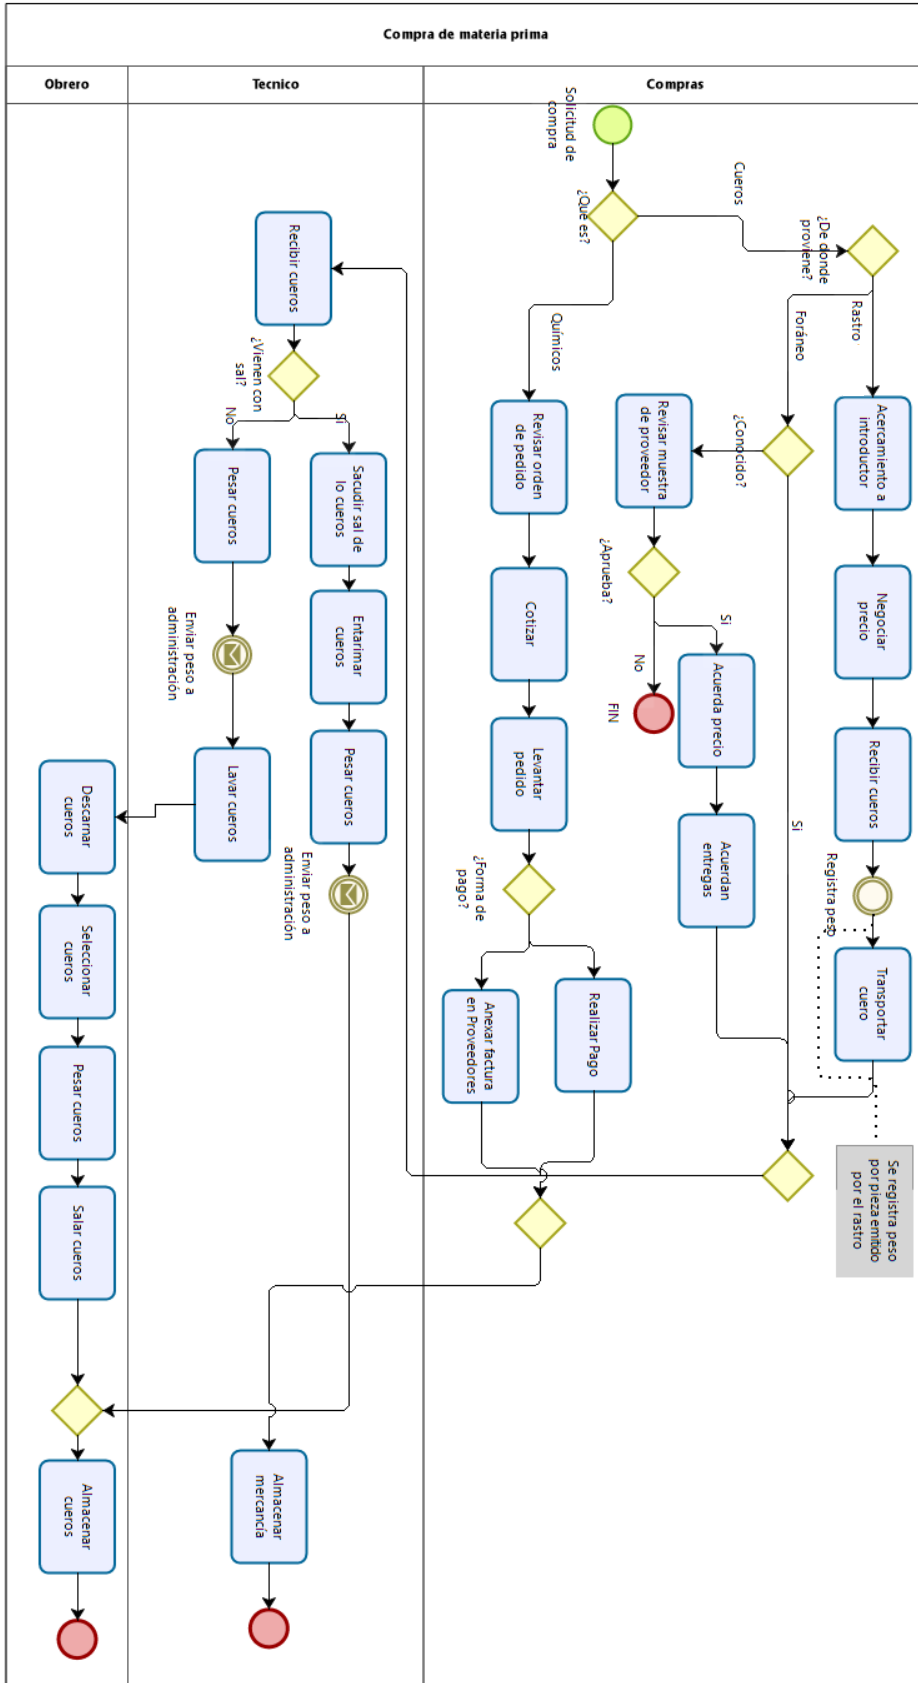 Compra de materia prima
Obrero
Tecnico
Compras
Solicitud de
compra
¿Qué es?
Cueros
¿De donde
proviene?
Rastro
Foráneo
Químicos
Acercamiento a
introductor
Negociar
precio
Recibir cueros
Registra peso
Transportar
cuero
Se registra peso
por pieza emitido
por el rastro
¿Conocido?
Si
Revisar muestra
de proveedor
¿Aprueba?
Si
No
FIN
Acuerda precio
Acuerdan
entregas
Revisar orden
de pedido
Cotizar
Levantar
pedido
¿Forma de
pago?
Realizar Pago
Anexar factura
en Proveedores
Recibir cueros
¿Vienen con
sal?
Si
No
Sacudir sal de
lo cueros
Entarimar
cueros
Pesar cueros
Enviar peso a
administración
Pesar cueros
Enviar peso a
administración
Lavar cueros
Almacenar
mercancía
Descarnar
cueros
Seleccionar
cueros
Pesar cueros
Salar cueros
Almacenar
cueros